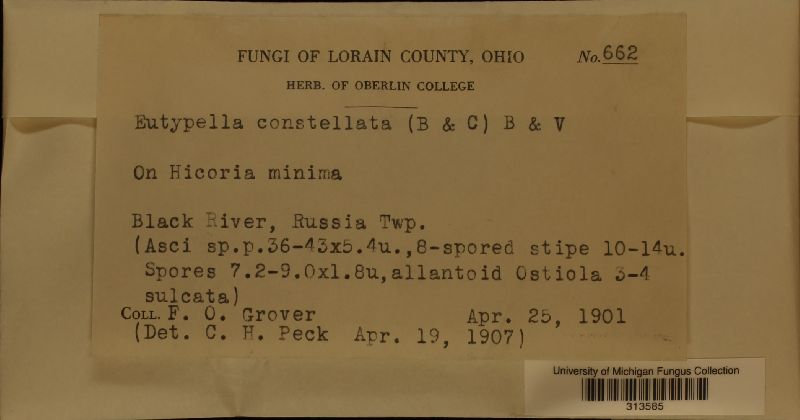 FUNGI OF LORAIN COUNTY, OHIO No. 662
HERB. OF OBERLIN COLLEGE
Eutypella constellata (B & C) B & V
On Hicoria minima
Black River, Russia Twp.
(Asci sp.p.36-43x5.4u.,8-spored stipe 10-14u.
Spores 7.2-9.0x1.8u,allantoid Ostiola 3-4
sulcata)
COLL. F. O. Grover Apr. 25, 1901
(Det. C. H. Peck Apr. 19, 1907)
University of Michigan Fungus Collection
313585